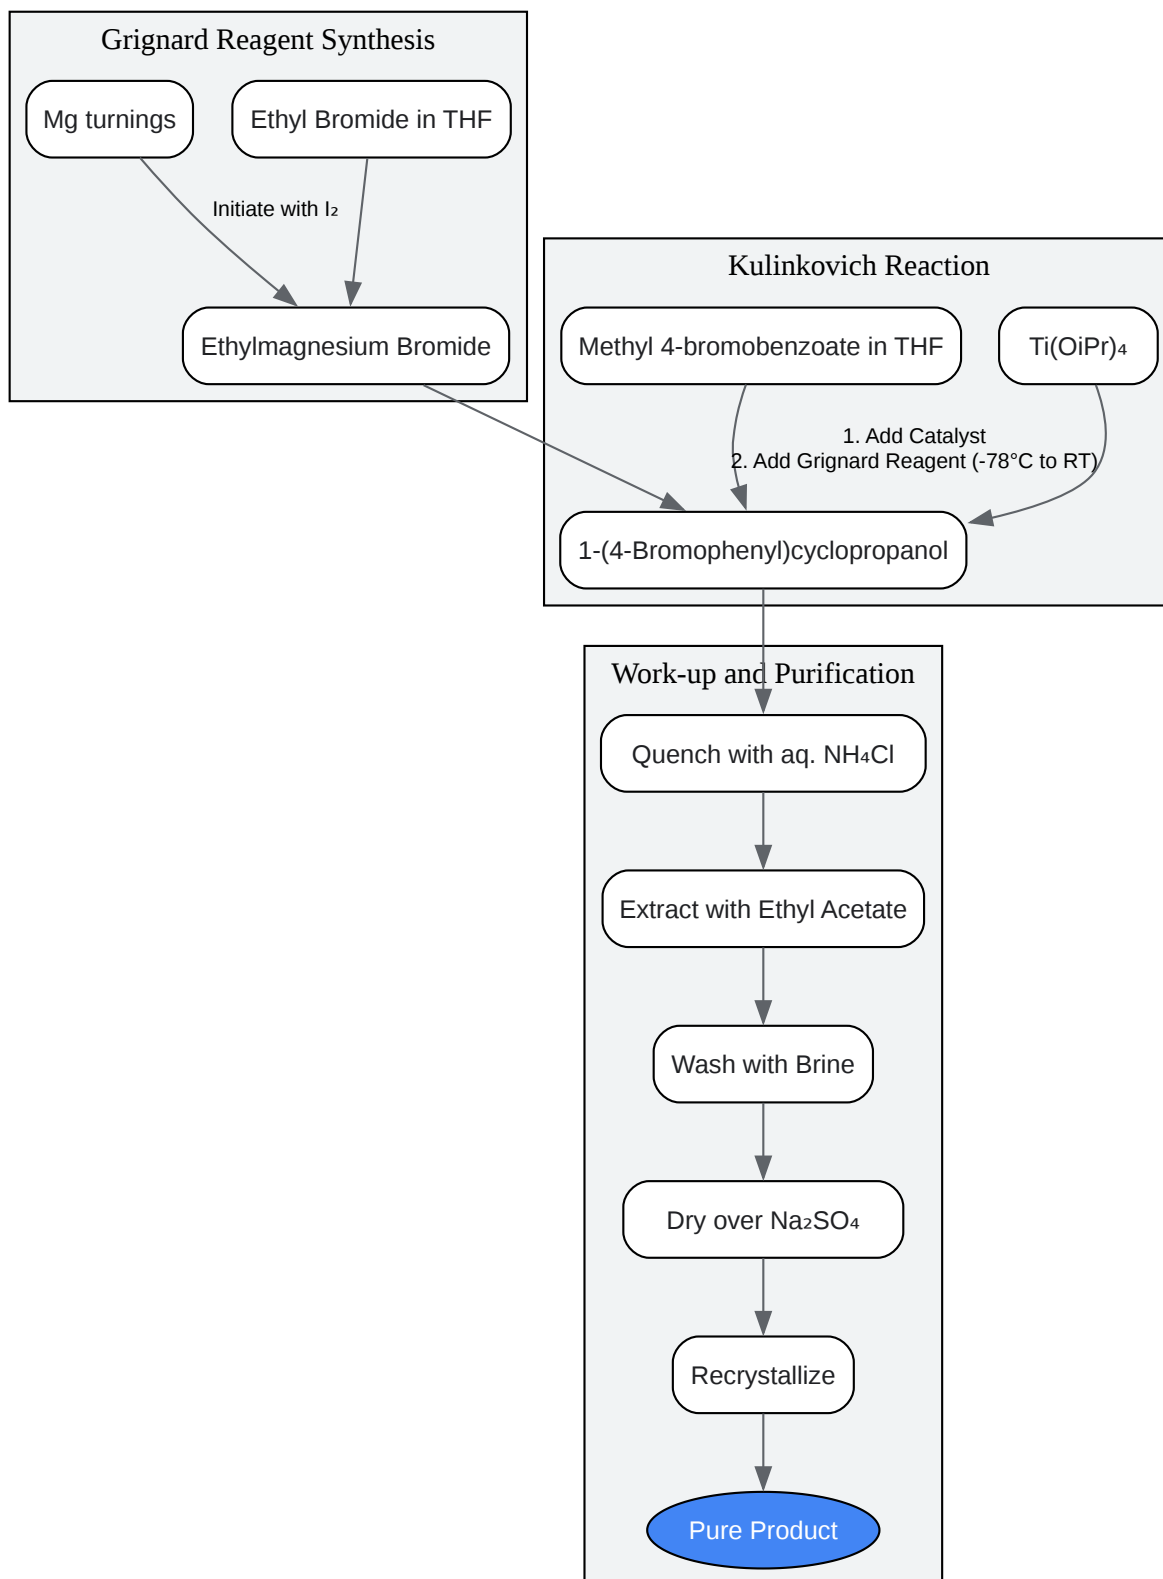 Grignard Reagent Synthesis
Mg turnings
Ethyl Bromide in THF
Initiate with I₂
Ethylmagnesium Bromide
Kulinkovich Reaction
Methyl 4-bromobenzoate in THF
Ti(OiPr)₄
1. Add Catalyst
2. Add Grignard Reagent (-78°C to RT)
1-(4-Bromophenyl)cyclopropanol
Work-up and Purification
Quench with aq. NH₄Cl
Extract with Ethyl Acetate
Wash with Brine
Dry over Na₂SO₄
Recrystallize
Pure Product